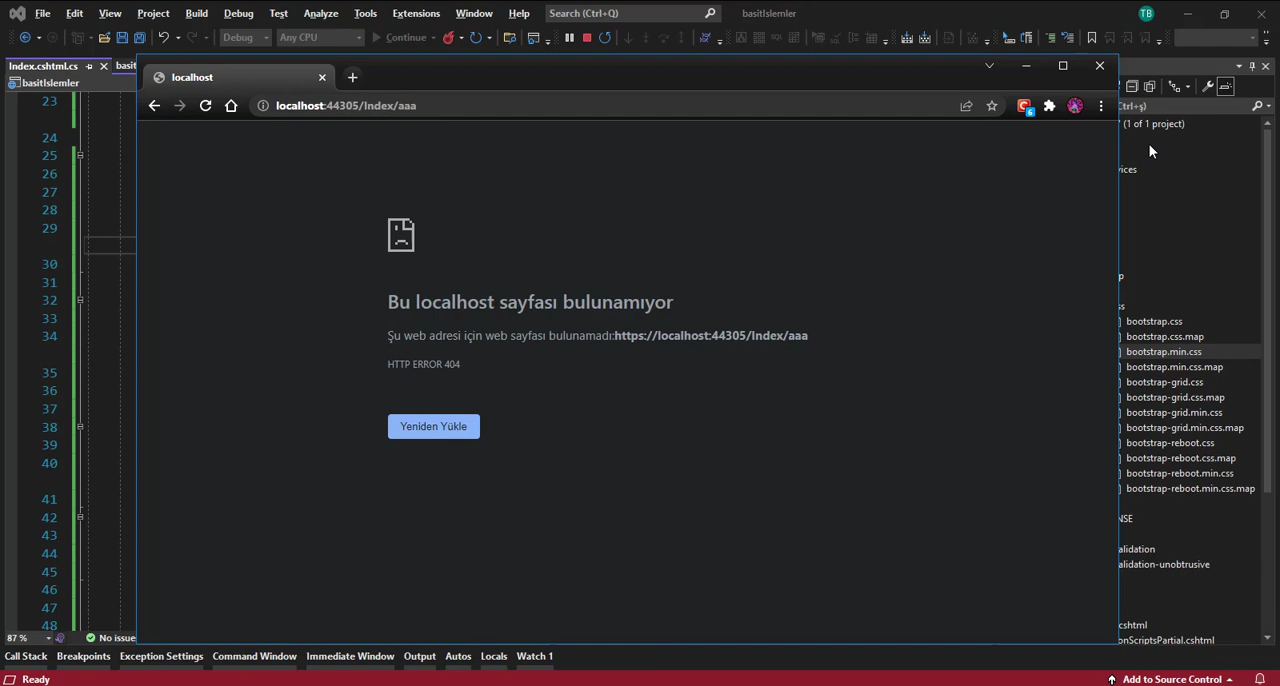 File Edit View Project Build Debug Test Analyze Tools Extensions Window Help Search (Ctrl+Q) basitIslemler TB
Debug Any CPU Continue
Index.cshtml.cs
basitIslemler
localhost
localhost:44305/Index/aaa
6
Ctrl+ş)
(1 of 1 project)
Bu localhost sayfası bulunamıyor
Şu web adresi için web sayfası bulunamadı:https://localhost:44305/Index/aaa
HTTP ERROR 404
Yeniden Yükle
23
24
25
26
27
28
29
30
31
32
33
34
35
36
37
38
39
40
41
42
43
44
45
46
47
48
bootstrap.css
bootstrap.css.map
bootstrap.min.css
bootstrap.min.css.map
bootstrap-grid.css
bootstrap-grid.css.map
bootstrap-grid.min.css
bootstrap-grid.min.css.map
bootstrap-reboot.css
bootstrap-reboot.css.map
bootstrap-reboot.min.css
bootstrap-reboot.min.css.map
87 % No issue
Call Stack Breakpoints Exception Settings Command Window Immediate Window Output Autos Locals Watch 1
Ready Add to Source Control